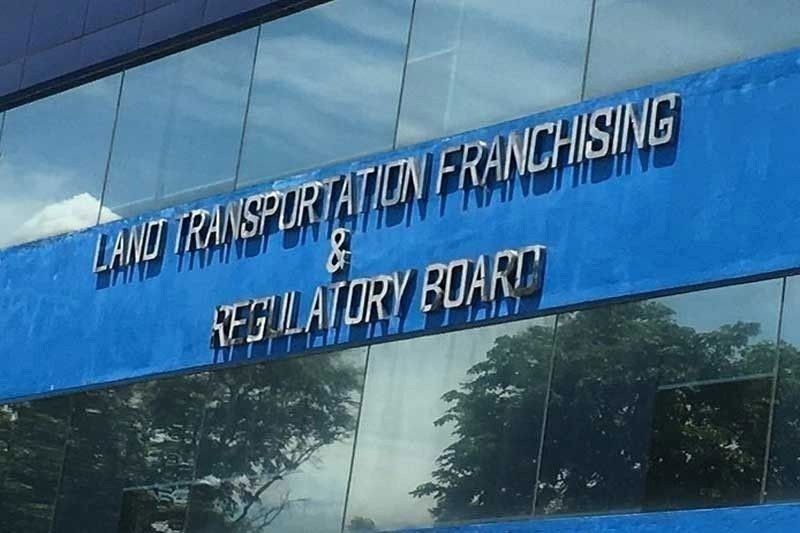 LAND TRANSPORTATION FRANCHISING
&
REGULATORY BOARD